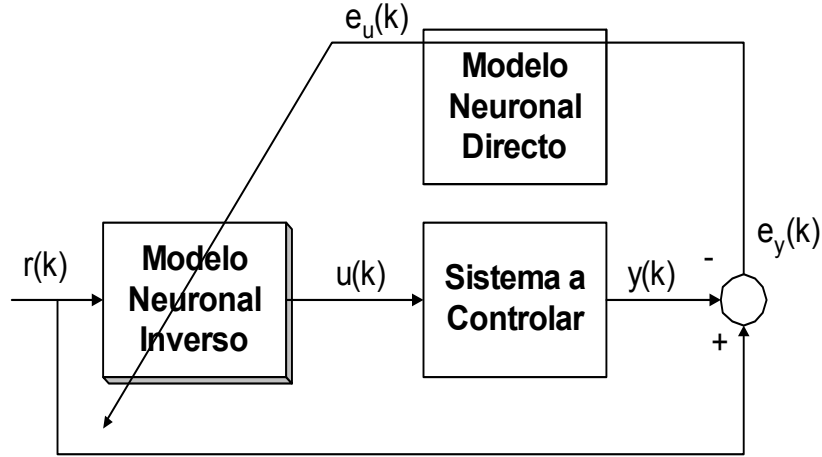 e_u(k)
Modelo
Neuronal
Directo
e_y(k)
r(k)
Modelo
Neuronal
Inverso
u(k)
Sistema a
Controlar
y(k)
-
+